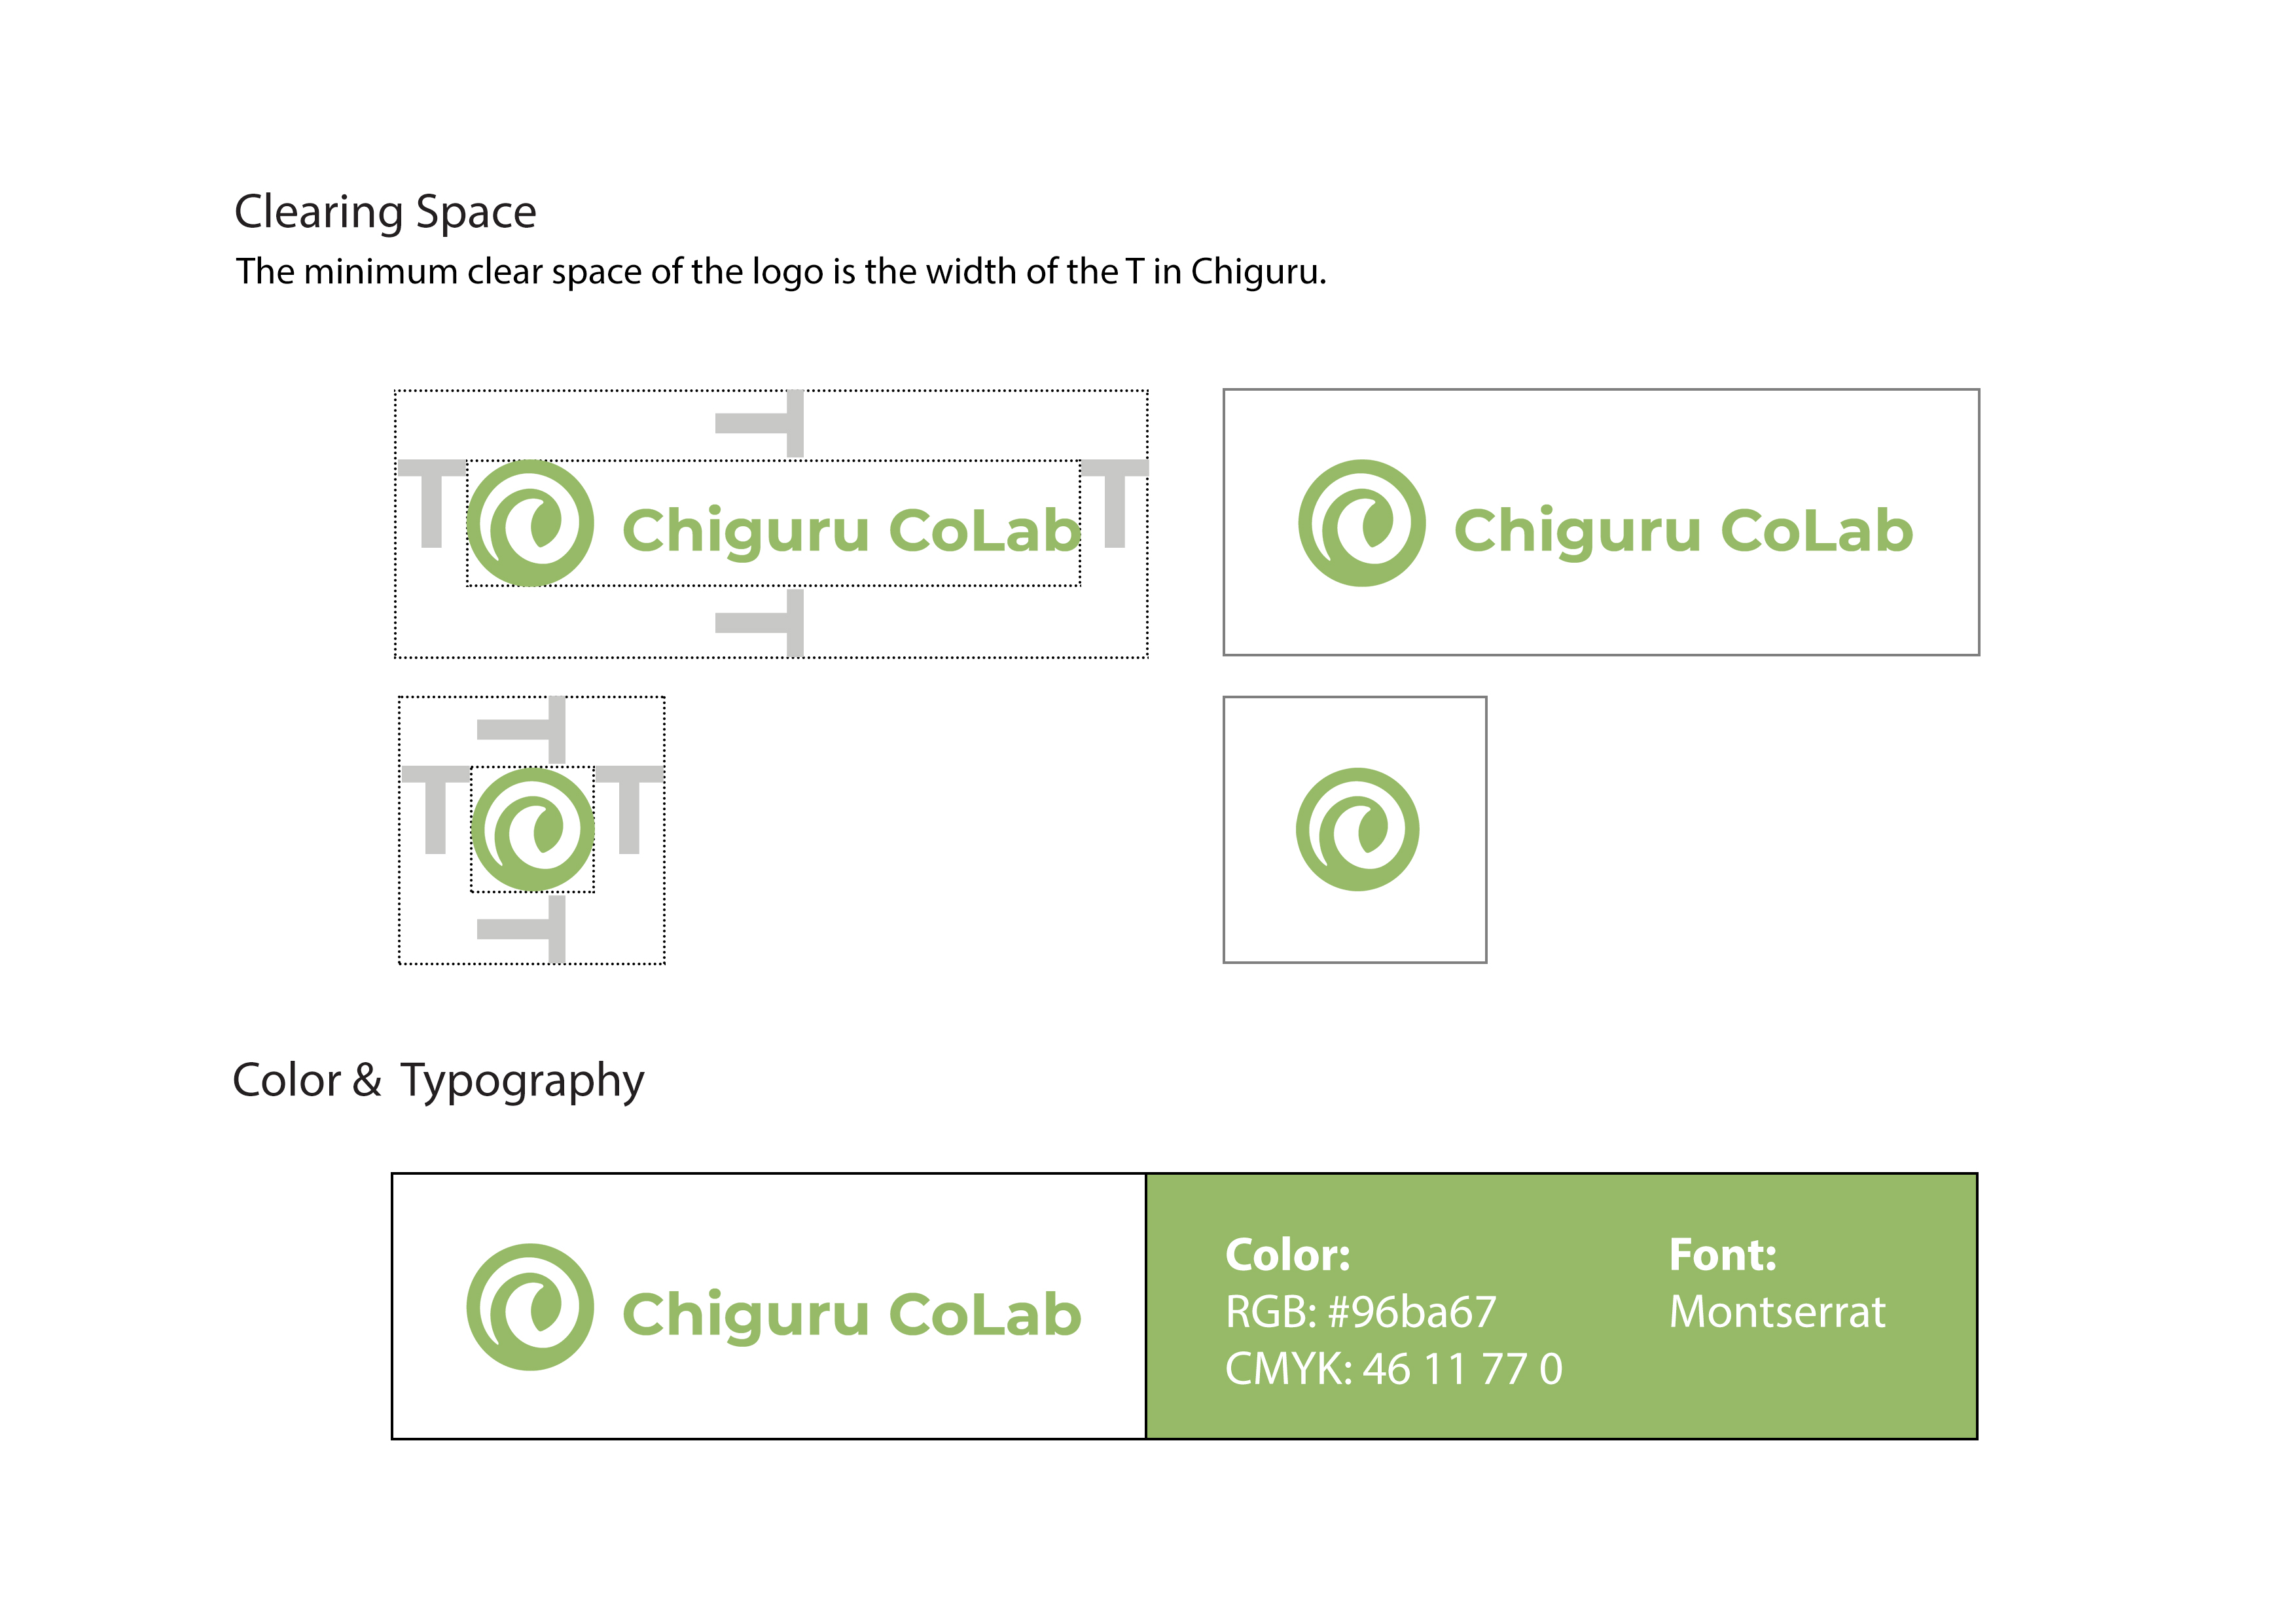 Clearing Space
The minimum clear space of the logo is the width of the T in Chiguru.
T
T Chiguru CoLab T
T
Chiguru CoLab
T
T T
T
Color & Typography
Chiguru CoLab
Color:
RGB: #96ba67
CMYK: 46 11 77 0
Font:
Montserrat